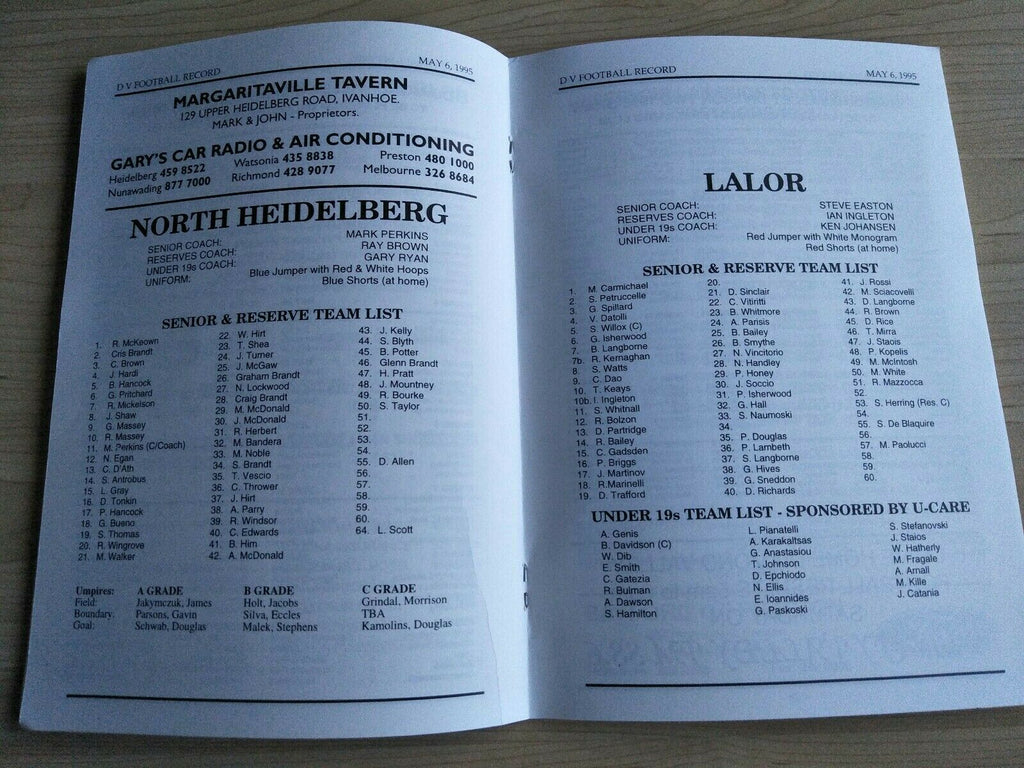 D V FOOTBALL RECORD
MAY 6, 1995
MARGARITAVILLE TAVERN
129 UPPER HEIDELBERG ROAD, IVANHOE.
MARK & JOHN - Proprietors.
GARY'S CAR RADIO & AIR CONDITIONING
Heidelberg 459 8522 Watsonia 435 8838 Preston 480 1000
Nunawading 877 7000 Richmond 428 9077 Melbourne 326 8684
NORTH HEIDELBERG
SENIOR COACH: MARK PERKINS
RESERVES COACH: RAY BROWN
UNDER 19s COACH: GARY RYAN
UNIFORM: Blue Jumper with Red & White Hoops
Blue Shorts (at home)
SENIOR & RESERVE TEAM LIST
1. R. McKeown
2. Cris Brandt
3. C. Brown
4. J. Hardi
5. B. Hancock
6. G. Pritchard
7. R. Mickelson
8. J. Shaw
9. G. Massey
10. R. Massey
11. M. Perkins (C/Coach)
12. N. Egan
13. C. D'Ath
14. S. Antrobus
15. L. Gray
16. D. Tonkin
17. P. Hancock
18. G. Bueno
19. S. Thomas
20. R. Wingrove
21. M. Walker
22. W. Hirt
23. T. Shea
24. J. Turner
25. J. McGaw
26. Graham Brandt
27. N. Lockwood
28. Craig Brandt
29. M. McDonald
30. J. McDonald
31. R. Herbert
32. M. Bandera
33. M. Noble
34. S. Brandt
35. T. Vescio
36. C. Thrower
37. J. Hirt
38. A. Parry
39. R. Windsor
40. C. Edwards
41. B. Him
42. A. McDonald
43. J. Kelly
44. S. Blyth
45. B. Potter
46. Glenn Brandt
47. H. Pratt
48. J. Mountney
49. R. Bourke
50. S. Taylor
51.
52.
53.
54.
55. D. Allen
56.
57.
58.
59.
60.
64. L. Scott
Umpires: A GRADE B GRADE C GRADE
Field: Jakymczuk, James Holt, Jacobs Grindal, Morrison
Boundary: Parsons, Gavin Silva, Eccles TBA
Goal: Schwab, Douglas Malek, Stephens Kamolins, Douglas
D V FOOTBALL RECORD
MAY 6, 1995
LALOR
SENIOR COACH: STEVE EASTON
RESERVES COACH: IAN INGLETON
UNDER 19s COACH: KEN JOHANSEN
UNIFORM: Red Jumper with White Monogram
Red Shorts (at home)
SENIOR & RESERVE TEAM LIST
1. M. Carmichael
2. S. Petruccelle
3. G. Spillard
4. V. Datolli
5. S. Willox (C)
6. G. Isherwood
7. B. Langborne
7b. R. Kernaghan
8. S. Watts
9. C. Dao
10. T. Keays
10b. I. Ingleton
11. S. Whitnall
12. R. Bolzon
13. D. Partridge
14. R. Bailey
15. C. Gadsden
16. P. Briggs
17. J. Martinov
18. R. Marinelli
19. D. Trafford
20.
21. D. Sinclair
22. C. Vitiritti
23. B. Whitmore
24. A. Parisis
25. B. Bailey
26. B. Smythe
27. N. Vincitorio
28. N. Handley
29. P. Honey
30. J. Soccio
31. P. Isherwood
32. G. Hall
33. S. Naumoski
34.
35. P. Douglas
36. P. Lambeth
37. S. Langborne
38. G. Hives
39. G. Sneddon
40. D. Richards
41. J. Rossi
42. M. Sciacovelli
43. D. Langborne
44. R. Brown
45. D. Rice
46. T. Mirra
47. J. Staois
48. P. Kopelis
49. M. McIntosh
50. M. White
51. R. Mazzocca
52.
53. S. Herring (Res. C)
54.
55. S. De Blaquire
56.
57. M. Paolucci
58.
59.
60.
UNDER 19s TEAM LIST - SPONSORED BY U-CARE
A. Genis
B. Davidson (C)
W. Dib
E. Smith
C. Gatezia
R. Bulman
A. Dawson
S. Hamilton
L. Pianatelli
A. Karakaltsas
G. Anastasiou
T. Johnson
D. Epchiodo
N. Ellis
E. Ioannides
G. Paskoski
S. Stefanovski
J. Staios
W. Hatherly
M. Fragale
A. Arnall
M. Kille
J. Catania